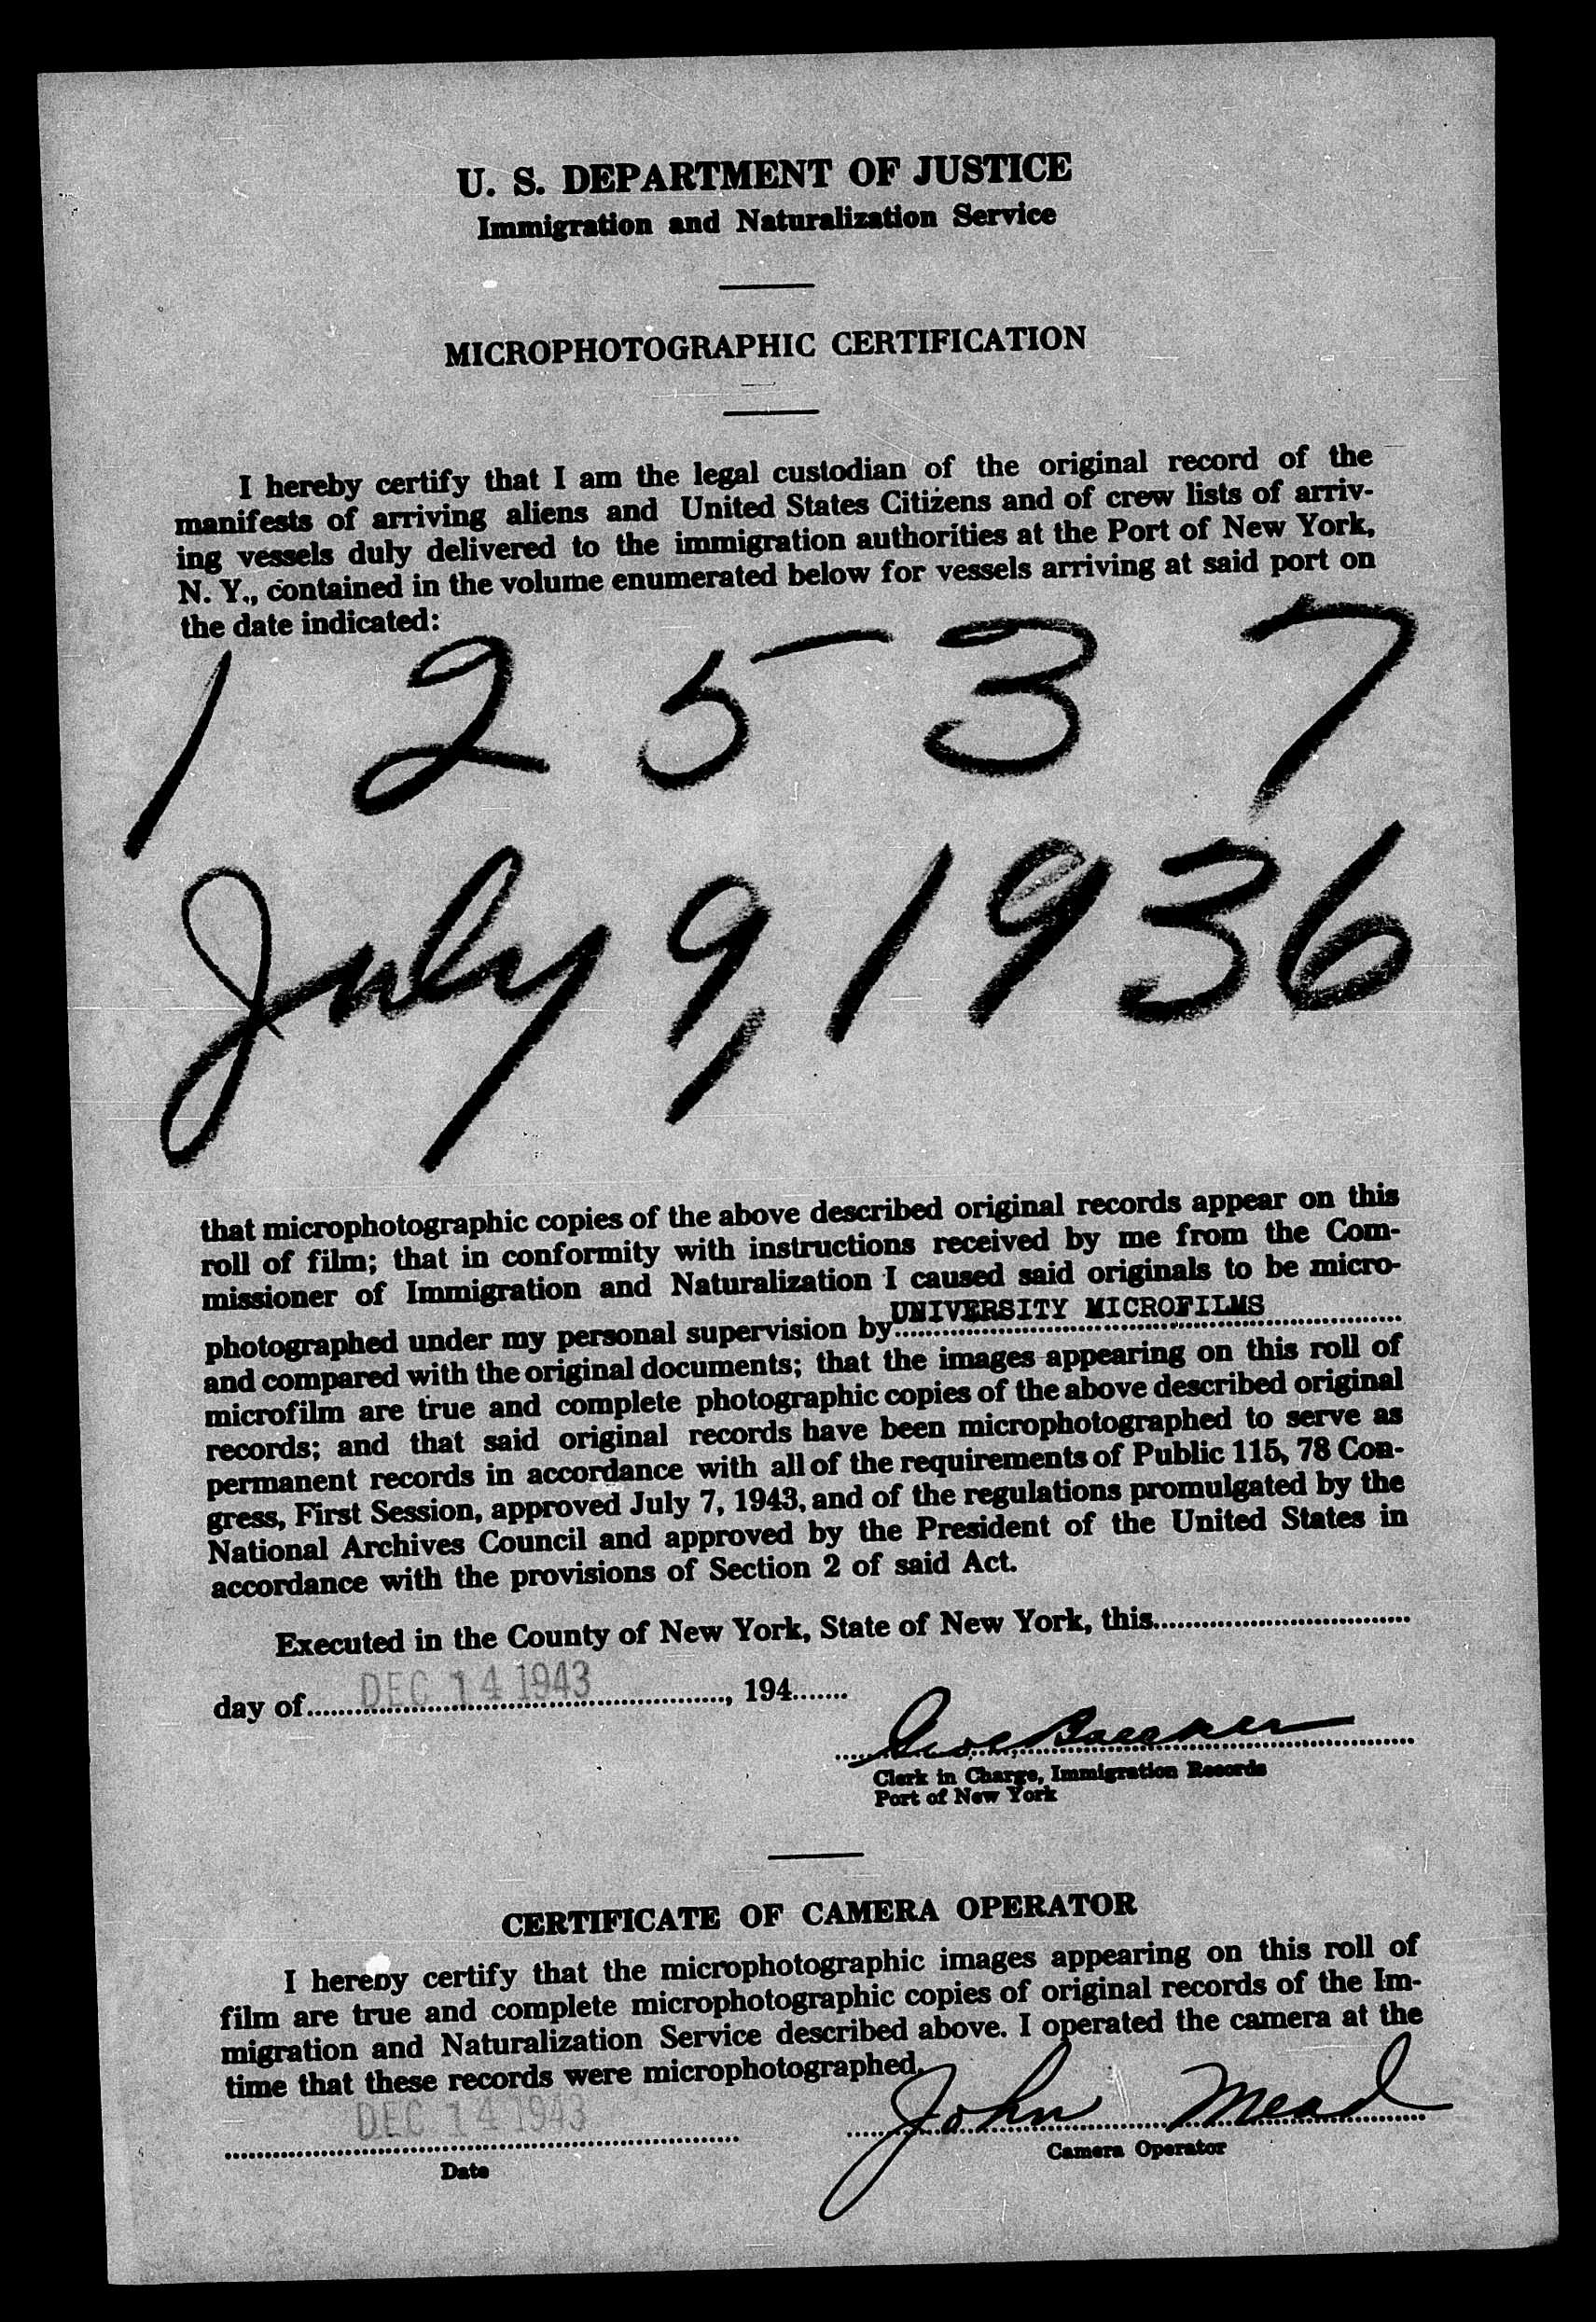 U. S. DEPARTMENT OF JUSTICE
Immigration and Naturalization Service
MICROPHOTOGRAPHIC CERTIFICATION
I hereby certify that I am the legal custodian of the original record of the
manifests of arriving aliens and United States Citizens and of crew lists of arriv-
ing vessels duly delivered to the immigration authorities at the Port of New York,
N. Y., contained in the volume enumerated below for vessels arriving at said port on
the date indicated:
1 2 5 3 7
July 9, 1936
that microphotographic copies of the above described original records appear on this
roll of film; that in conformity with instructions received by me from the Com-
missioner of Immigration and Naturalization I caused said originals to be micro-
photographed under my personal supervision by UNIVERSITY MICROFILMS
and compared with the original documents; that the images appearing on this roll of
microfilm are true and complete photographic copies of the above described original
records; and that said original records have been microphotographed to serve as
permanent records in accordance with all of the requirements of Public 115, 78 Con-
gress, First Session, approved July 7, 1943, and of the regulations promulgated by the
National Archives Council and approved by the President of the United States in
accordance with the provisions of Section 2 of said Act.
Executed in the County of New York, State of New York, this
day of DEC 14 1943, 194
Clerk in Charge, Immigration Records
Port of New York
CERTIFICATE OF CAMERA OPERATOR
I hereby certify that the microphotographic images appearing on this roll of
film are true and complete microphotographic copies of original records of the Im-
migration and Naturalization Service described above. I operated the camera at the
time that these records were microphotographed.
DEC 14 1943 John Mead
Date Camera Operator